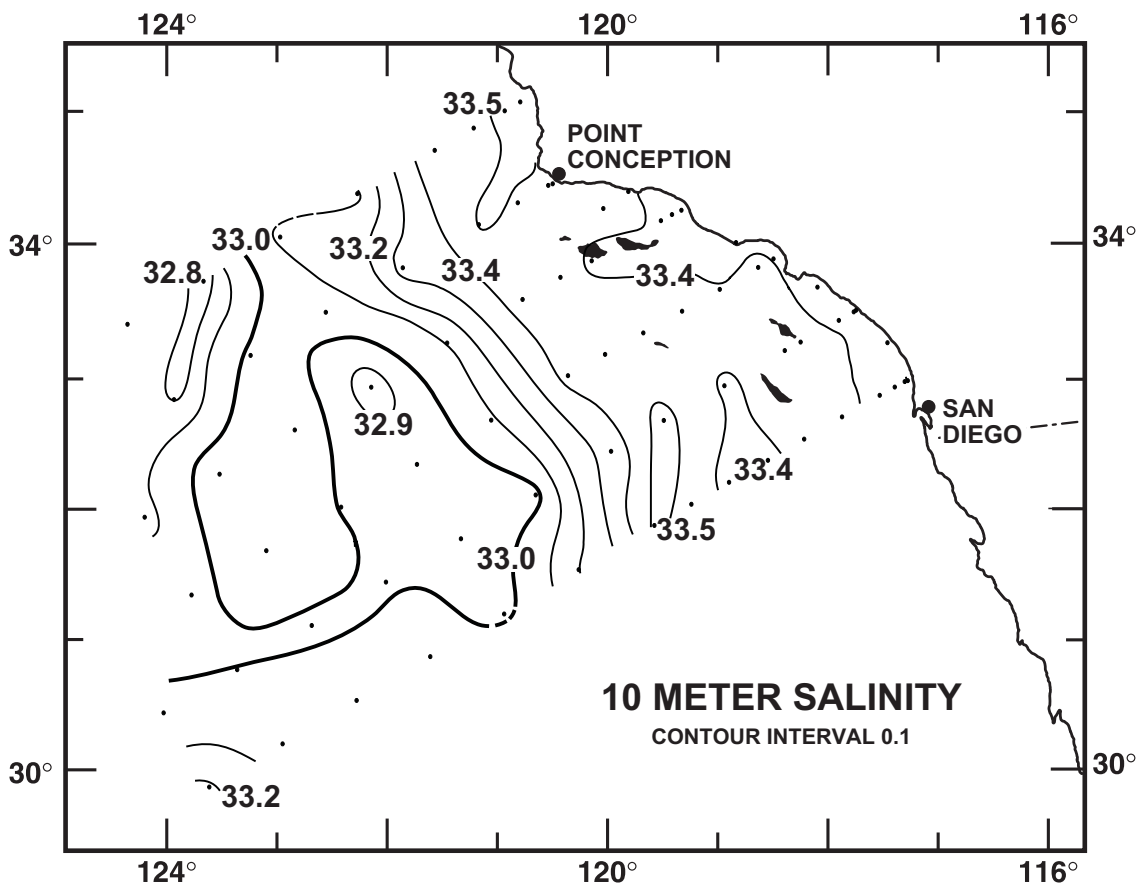 124° 120° 116°
33.5
POINT
CONCEPTION
34° 34°
33.0 33.2
32.8 33.4 33.4
32.9
SAN
DIEGO
33.4
33.5
33.0
10 METER SALINITY
CONTOUR INTERVAL 0.1
30° 30°
33.2
124° 120° 116°